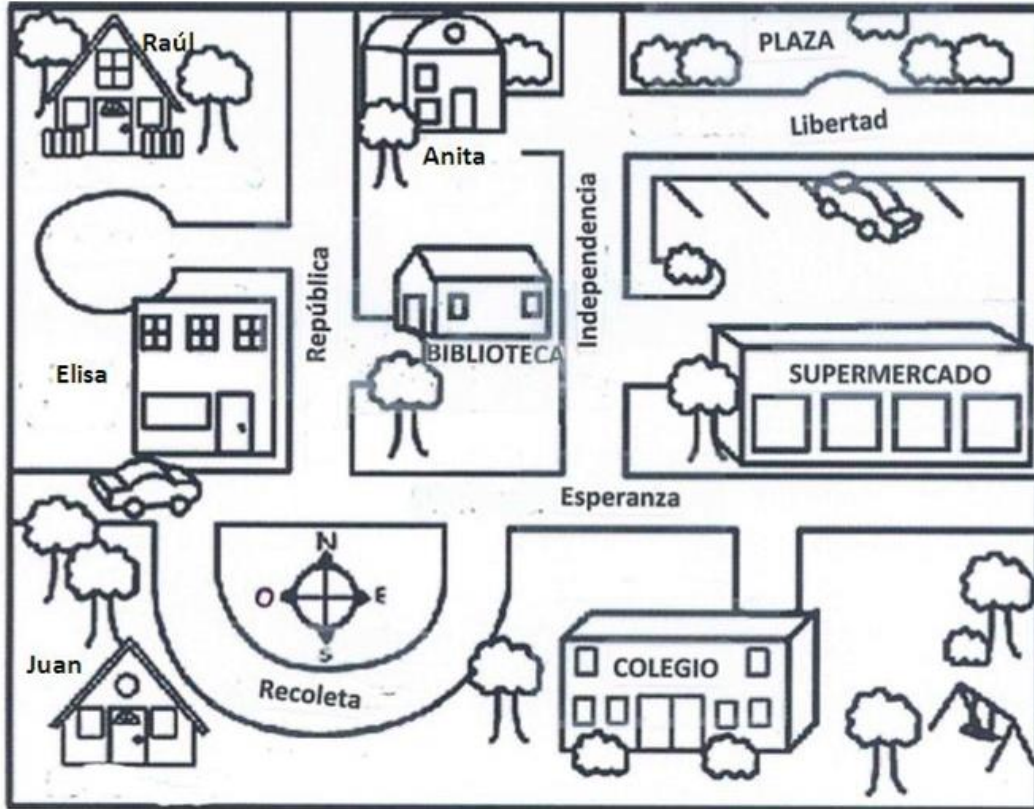 Raúl
PLAZA
Libertad
Anita
República
Independencia
BIBLIOTECA
Elisa
SUPERMERCADO
Esperanza
N
O
E
S
Juan
Recoleta
COLEGIO